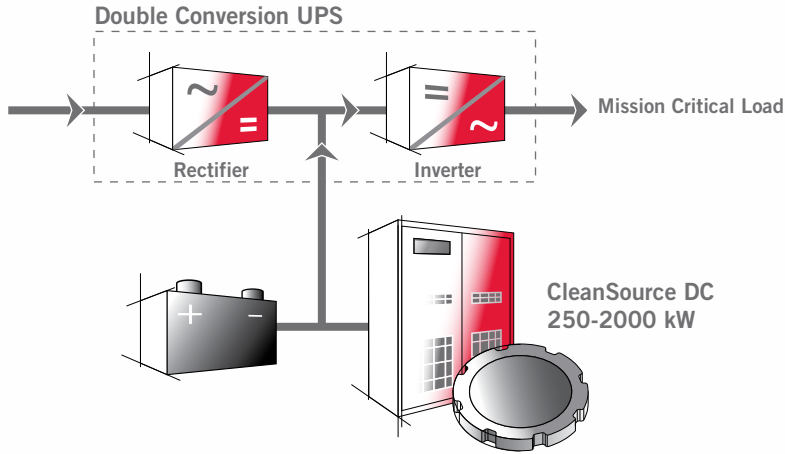 Double Conversion UPS
~
=
=
~
Mission Critical Load
Rectifier
Inverter
+ −
CleanSource DC
250-2000 kW